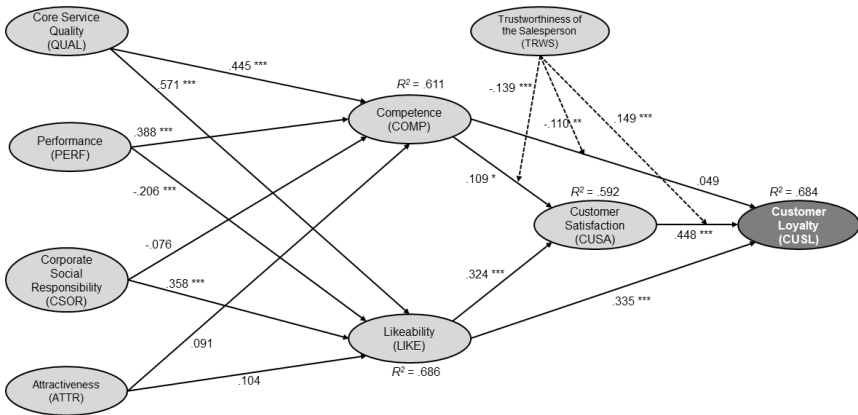 Core Service
Quality
(QUAL)
Trustworthiness of
the Salesperson
(TRWS)
.445 ***
.571 ***
R² = .611
-.139 ***
Competence
(COMP)
-.110 **
.149 ***
Performance
(PERF)
.388 ***
-.206 ***
.109 *
.049
R² = .592
R² = .684
Customer
Satisfaction
(CUSA)
.448 ***
Customer
Loyalty
(CUSL)
-.076
Corporate
Social
Responsibility
(CSOR)
.358 ***
.324 ***
.335 ***
.091
Likeability
(LIKE)
R² = .686
Attractiveness
(ATTR)
.104